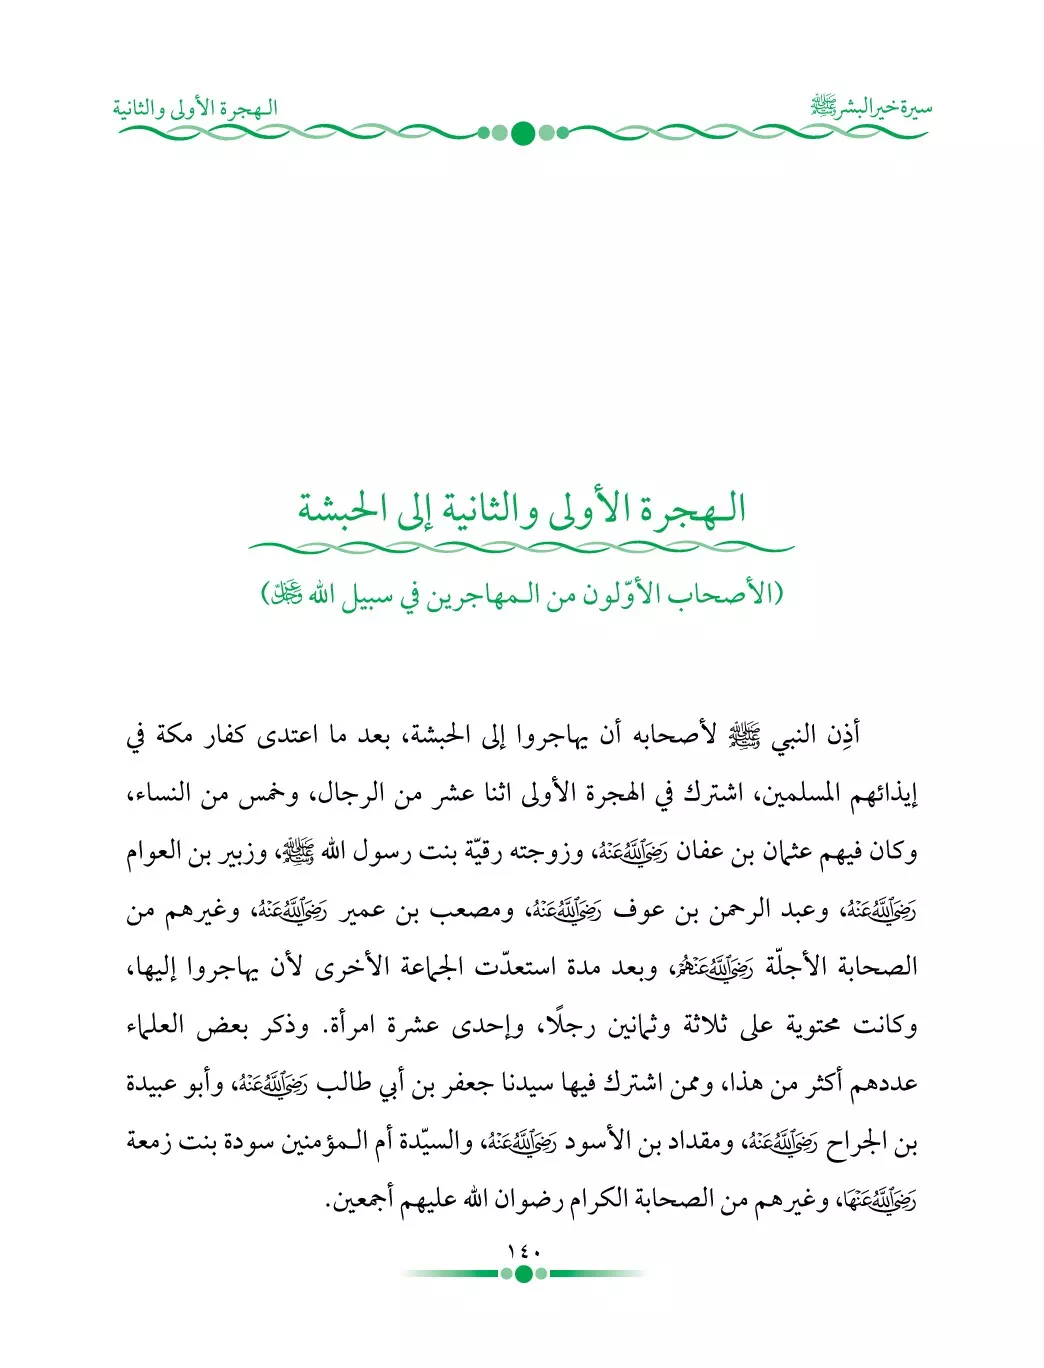 سيرة خير البشر ﷺ
الـهجرة الأولى والثانية
الـهجرة الأولى والثانية إلى الحبشة
(الأصحاب الأوّلون من الـمهاجرين في سبيل الله عَزَّوَجَلَّ)
أذِن النبي ﷺ لأصحابه أن يهاجروا إلى الحبشة، بعد ما اعتدى كفار مكة في
إيذائهم المسلمين، اشترك في الهجرة الأولى اثنا عشر من الرجال، وخمس من النساء،
وكان فيهم عثمان بن عفان رَضِيَ اللَّهُ عَنْهُ، وزوجته رقيّة بنت رسول الله ﷺ، وزبير بن العوام
رَضِيَ اللَّهُ عَنْهُ، وعبد الرحمن بن عوف رَضِيَ اللَّهُ عَنْهُ، ومصعب بن عمير رَضِيَ اللَّهُ عَنْهُ، وغيرهم من
الصحابة الأجلّة رَضِيَ اللَّهُ عَنْهُمْ، وبعد مدة استعدّت الجماعة الأخرى لأن يهاجروا إليها،
وكانت محتوية على ثلاثة وثمانين رجلًا، وإحدى عشرة امرأة. وذكر بعض العلماء
عددهم أكثر من هذا، وممن اشترك فيها سيدنا جعفر بن أبي طالب رَضِيَ اللَّهُ عَنْهُ، وأبو عبيدة
بن الجراح رَضِيَ اللَّهُ عَنْهُ، ومقداد بن الأسود رَضِيَ اللَّهُ عَنْهُ، والسيّدة أم الـمؤمنين سودة بنت زمعة
رَضِيَ اللَّهُ عَنْهَا، وغيرهم من الصحابة الكرام رضوان الله عليهم أجمعين.
١٤٠